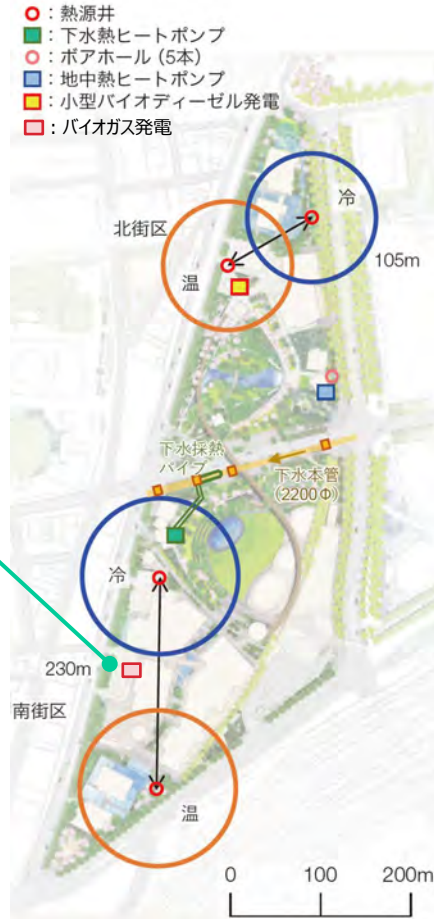 ：熱源井
：下水熱ヒートポンプ
：ボアホール（5本）
：地中熱ヒートポンプ
：小型バイオディーゼル発電
：バイオガス発電
冷
北街区
105m
温
下水採熱
パイプ
下水本管
(2200Φ)
冷
230m
南街区
温
0 100 200m